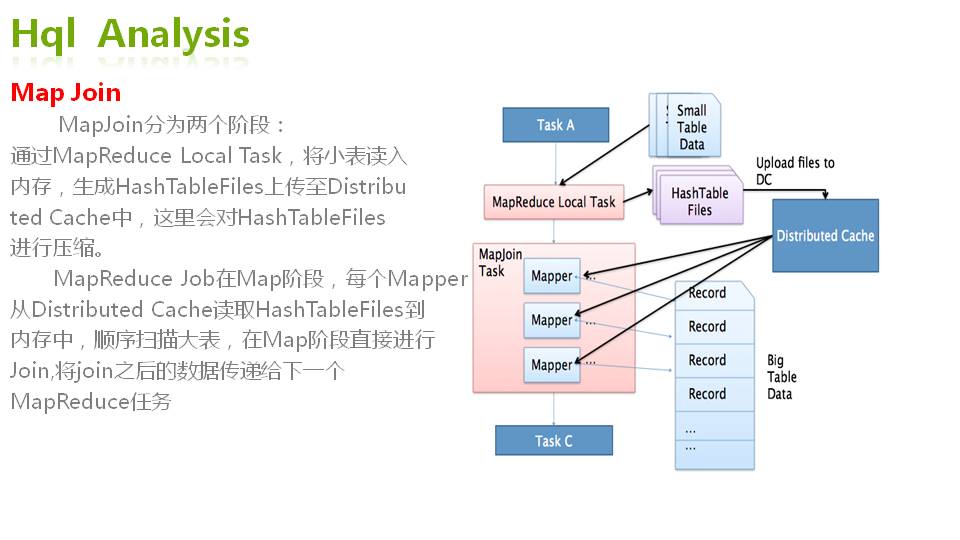 Hql Analysis
Map Join
MapJoin分为两个阶段：
通过MapReduce Local Task，将小表读入
内存，生成HashTableFiles上传至Distribu
ted Cache中，这里会对HashTableFiles
进行压缩。
MapReduce Job在Map阶段，每个Mapper
从Distributed Cache读取HashTableFiles到
内存中，顺序扫描大表，在Map阶段直接进行
Join,将join之后的数据传递给下一个
MapReduce任务
Task A
Small
Table
Data
MapReduce Local Task
HashTable
Files
Upload files to
DC
Distributed Cache
MapJoin
Task
Mapper ...
Mapper ...
Mapper ...
Record
Record
Record
Record
...
...
Big
Table
Data
Task C